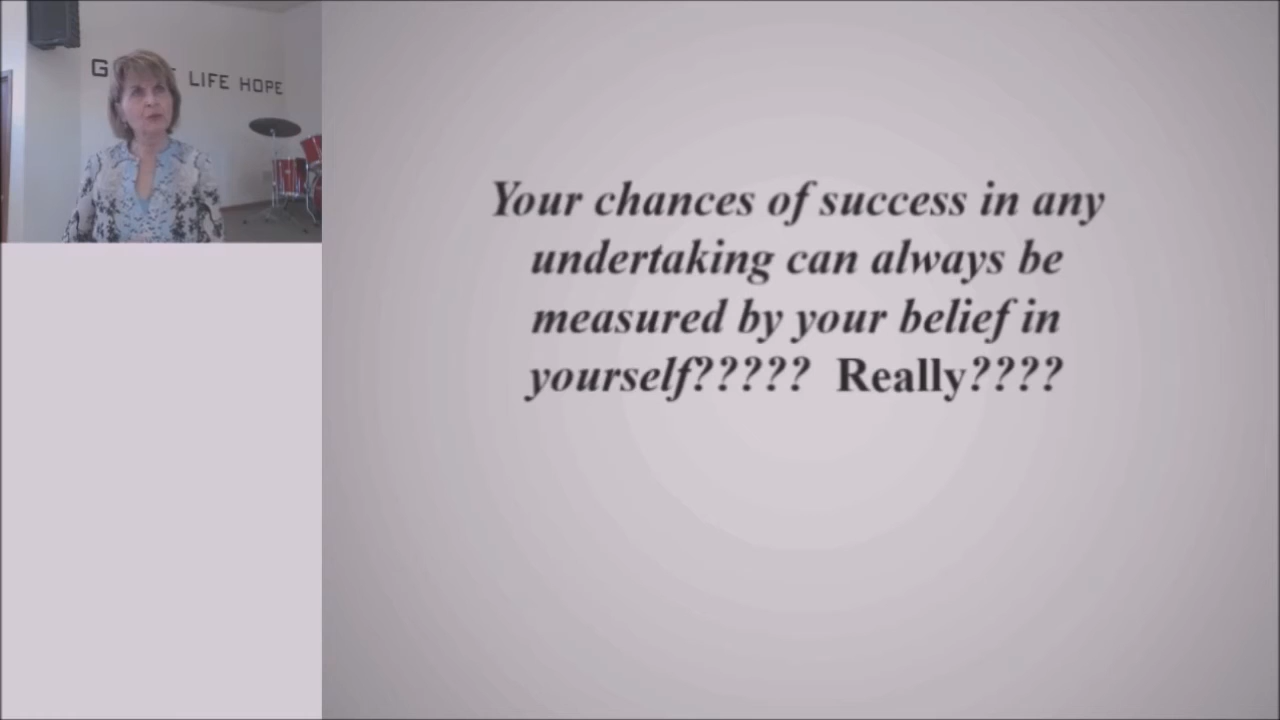 LIFE HOPE
Your chances of success in any
undertaking can always be
measured by your belief in
yourself????? Really????